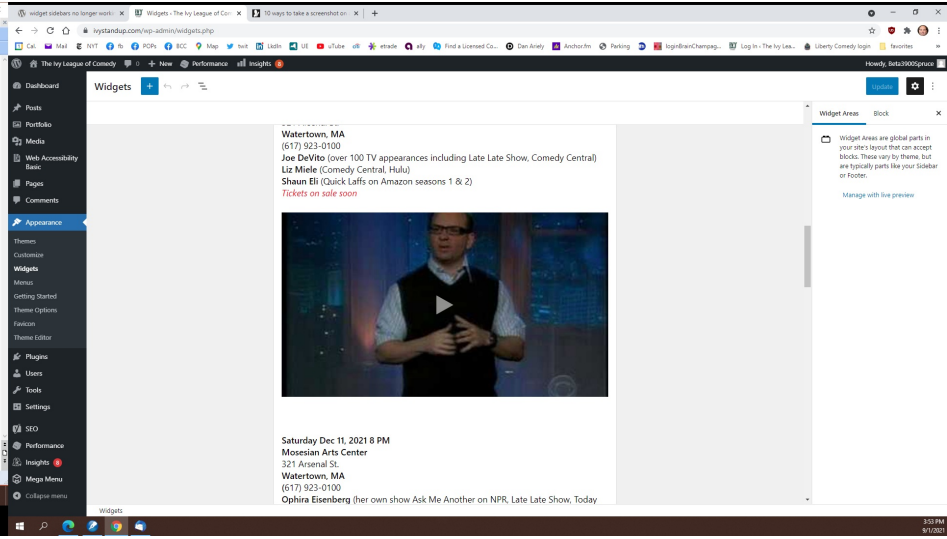 widget sidebars no longer worki
Widgets - The Ivy League of Com
10 ways to take a screenshot on
ivystandup.com/wp-admin/widgets.php
Cal. Mail NYT fb POPs BCC Map twit LkdIn UE uTube olli etrade ally Find a Licensed Co... Dan Ariely Anchor.fm Parking loginBrainChampag... Log In ‹ The Ivy Lea... Liberty Comedy login favorites
The Ivy League of Comedy 0 + New Performance Insights 8 Howdy, Beta3900Spruce
Dashboard
Posts
Portfolio
Media
Web Accessibility
Basic
Pages
Comments
Appearance
Themes
Customize
Widgets
Menus
Getting Started
Theme Options
Favicon
Theme Editor
Plugins
Users
Tools
Settings
SEO
Performance
Insights 8
Mega Menu
Collapse menu
Widgets
Update
Watertown, MA
(617) 923-0100
Joe DeVito (over 100 TV appearances including Late Late Show, Comedy Central)
Liz Miele (Comedy Central, Hulu)
Shaun Eli (Quick Laffs on Amazon seasons 1 & 2)
Tickets on sale soon
Saturday Dec 11, 2021 8 PM
Mosesian Arts Center
321 Arsenal St.
Watertown, MA
(617) 923-0100
Ophira Eisenberg (her own show Ask Me Another on NPR, Late Late Show, Today
Widgets
Widget Areas Block
Widget Areas are global parts in
your site's layout that can accept
blocks. These vary by theme, but
are typically parts like your Sidebar
or Footer.
Manage with live preview
3:53 PM
9/1/2021